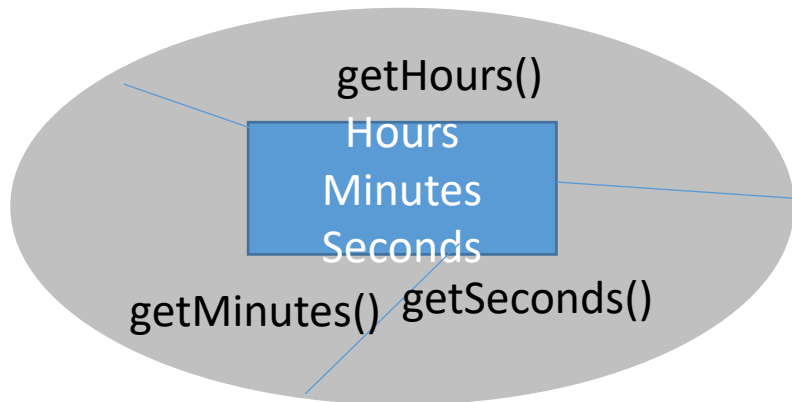 getHours()
Hours
Minutes
Seconds
getMinutes() getSeconds()